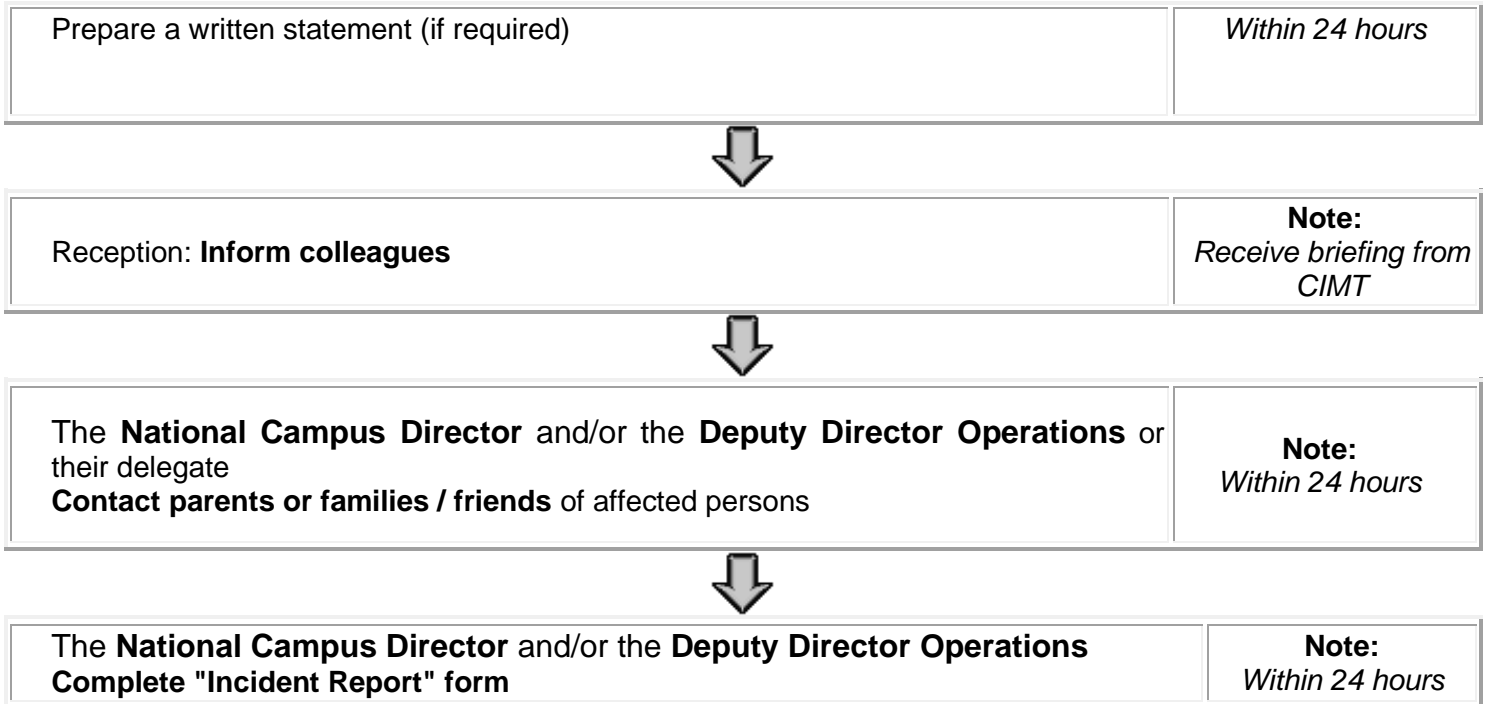 Prepare a written statement (if required)
Within 24 hours
Reception: Inform colleagues
Note:
Receive briefing from
CIMT
The National Campus Director and/or the Deputy Director Operations or
their delegate
Contact parents or families / friends of affected persons
Note:
Within 24 hours
The National Campus Director and/or the Deputy Director Operations
Complete "Incident Report" form
Note:
Within 24 hours